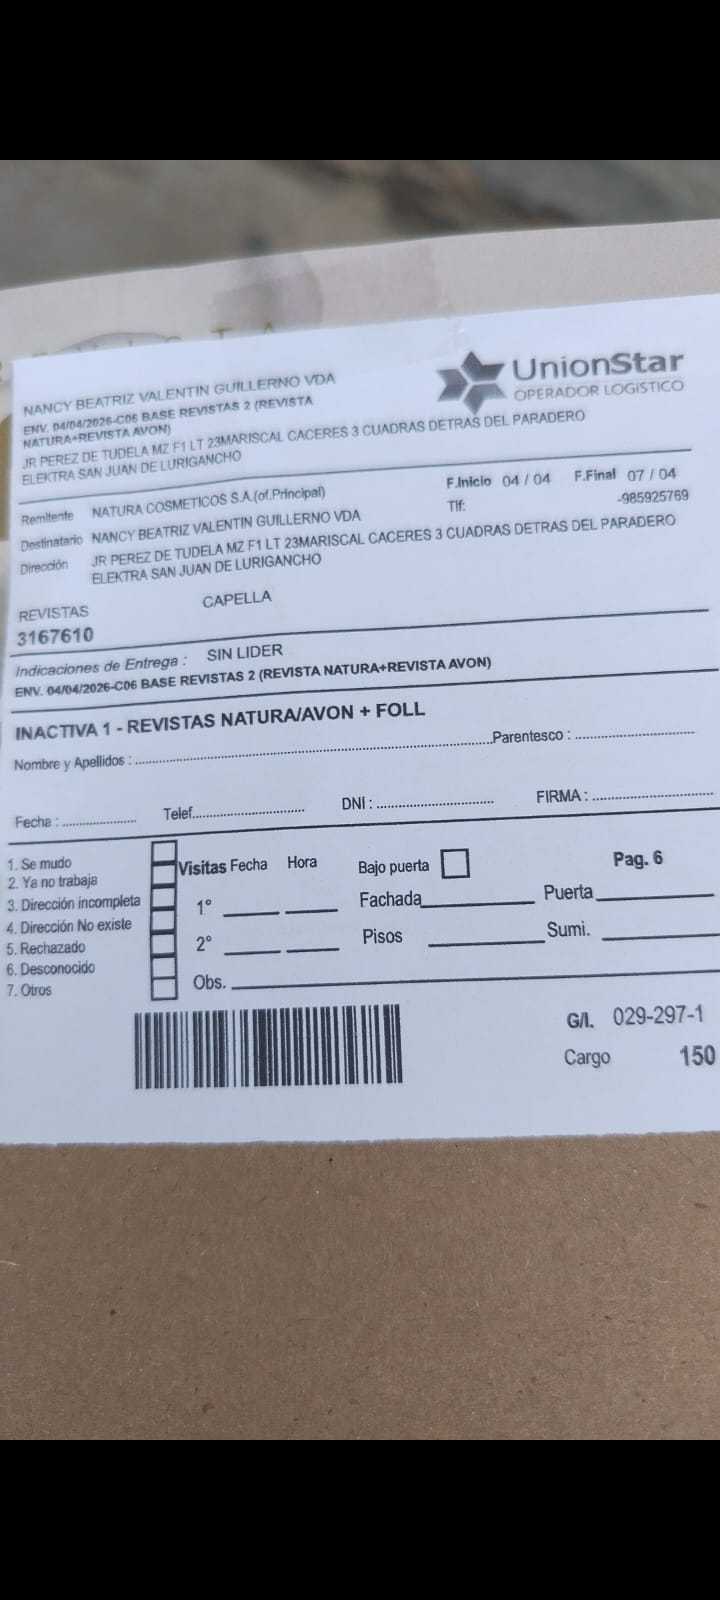 NANCY BEATRIZ VALENTIN GUILLERNO VDA
ENV. 04/04/2026-C06 BASE REVISTAS 2 (REVISTA
NATURA+REVISTA AVON)
JR PEREZ DE TUDELA MZ F1 LT 23MARISCAL CACERES 3 CUADRAS DETRAS DEL PARADERO
ELEKTRA SAN JUAN DE LURIGANCHO
UnionStar
OPERADOR LOGISTICO
Remitente NATURA COSMETICOS S.A.(of.Principal)
F.Inicio 04 / 04 F.Final 07 / 04
Destinatario NANCY BEATRIZ VALENTIN GUILLERNO VDA
Tlf: -985925769
Dirección JR PEREZ DE TUDELA MZ F1 LT 23MARISCAL CACERES 3 CUADRAS DETRAS DEL PARADERO
ELEKTRA SAN JUAN DE LURIGANCHO
REVISTAS CAPELLA
3167610
Indicaciones de Entrega : SIN LIDER
ENV. 04/04/2026-C06 BASE REVISTAS 2 (REVISTA NATURA+REVISTA AVON)
INACTIVA 1 - REVISTAS NATURA/AVON + FOLL
Nombre y Apellidos : Parentesco :
Fecha : Telef. DNI : FIRMA :
1. Se mudo
2. Ya no trabaja
3. Dirección incompleta
4. Dirección No existe
5. Rechazado
6. Desconocido
7. Otros
Visitas Fecha Hora Bajo puerta Pag. 6
1° Fachada Puerta
2° Pisos Sumi.
Obs.
G/I. 029-297-1
Cargo 150